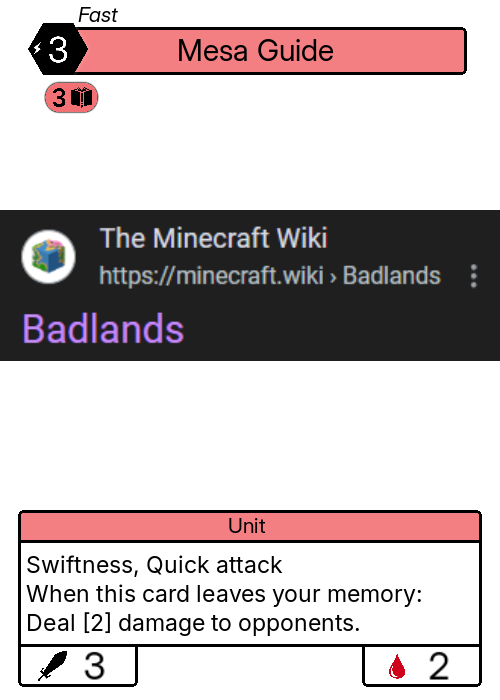 Fast
3
Mesa Guide
3
The Minecraft Wiki
https://minecraft.wiki › Badlands
Badlands
Unit
Swiftness, Quick attack
When this card leaves your memory:
Deal [2] damage to opponents.
3
2